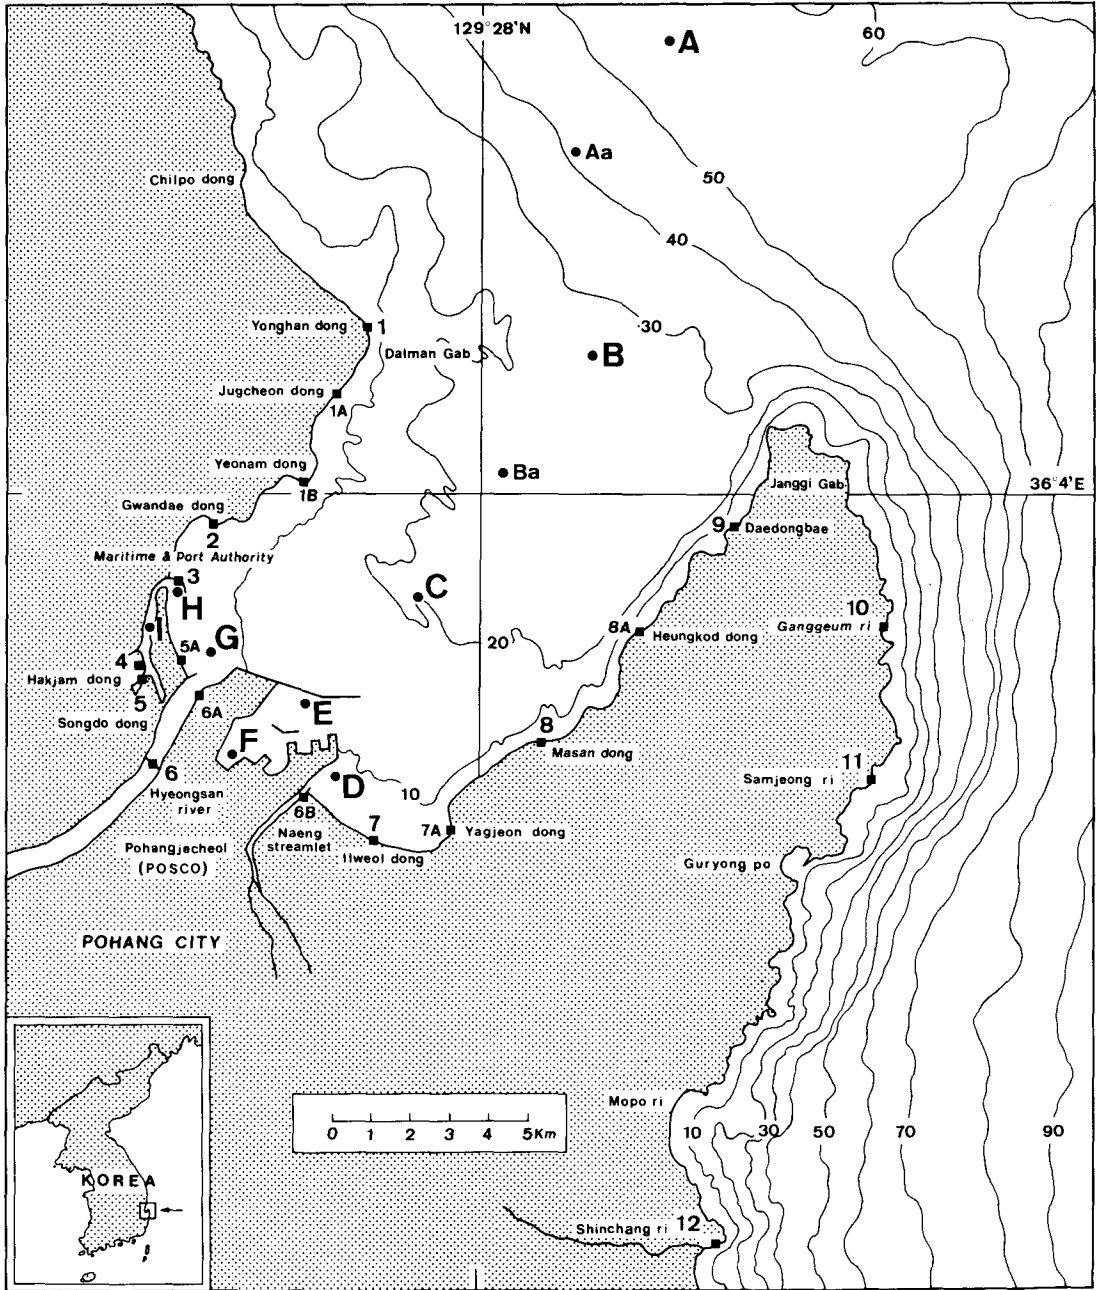 129° 28'N
60
A
Aa
50
Chilpo dong
40
30
Yonghan dong
1
Dalman Gab
B
Jugcheon dong
1A
Yeonam dong
Ba
1B
Janggi Gab
36°4'E
Gwandae dong
2
9
Daedongbae
Maritime & Port Authority
3
H
C
I
10
Ganggeum ri
8A
Heungkod dong
G
20
5A
4
Hakjam dong
5
6A
E
Songdo dong
8
Masan dong
F
6
D
11
Samjeong ri
Hyeongsan
river
10
6B
Naeng
streamlet
7
7A
Yagjeon dong
Ilweol dong
Pohangjecheol
(POSCO)
Guryong po
POHANG CITY
Mopo ri
0 1 2 3 4 5Km
10
30
50
70
90
KOREA
Shinchang ri
12